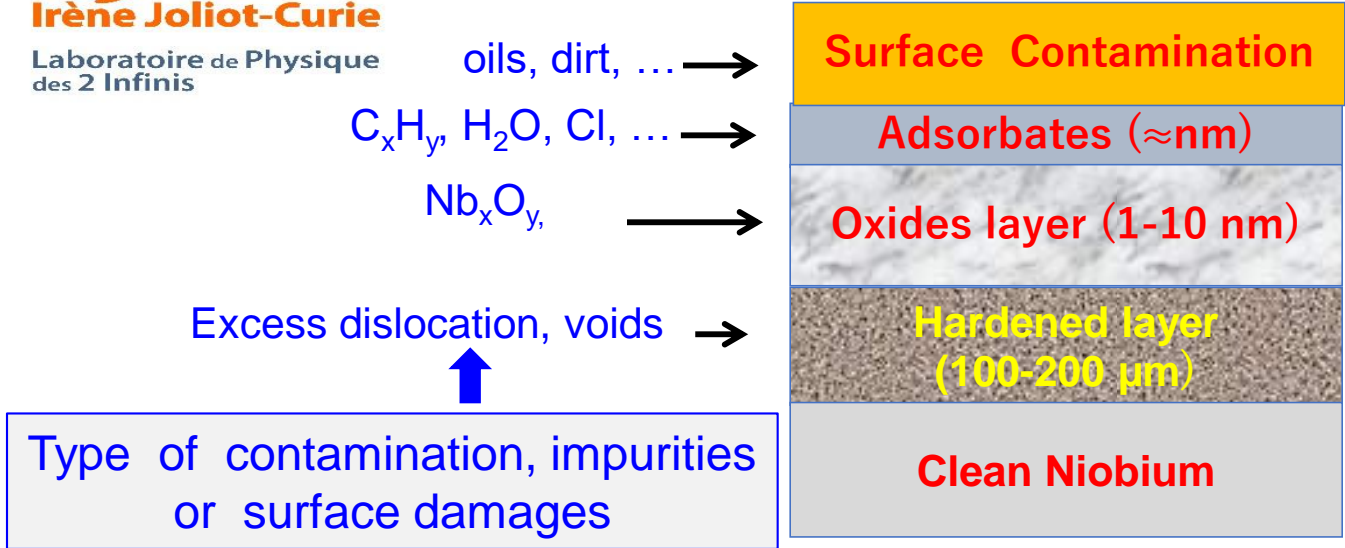 Irène Joliot-Curie
Laboratoire de Physique
des 2 Infinis
oils, dirt, …
Surface Contamination
CxHy, H2O, Cl, …
Adsorbates (≈nm)
NbxOy,
Oxides layer (1-10 nm)
Excess dislocation, voids
Hardened layer
(100-200 µm)
Type of contamination, impurities
or surface damages
Clean Niobium